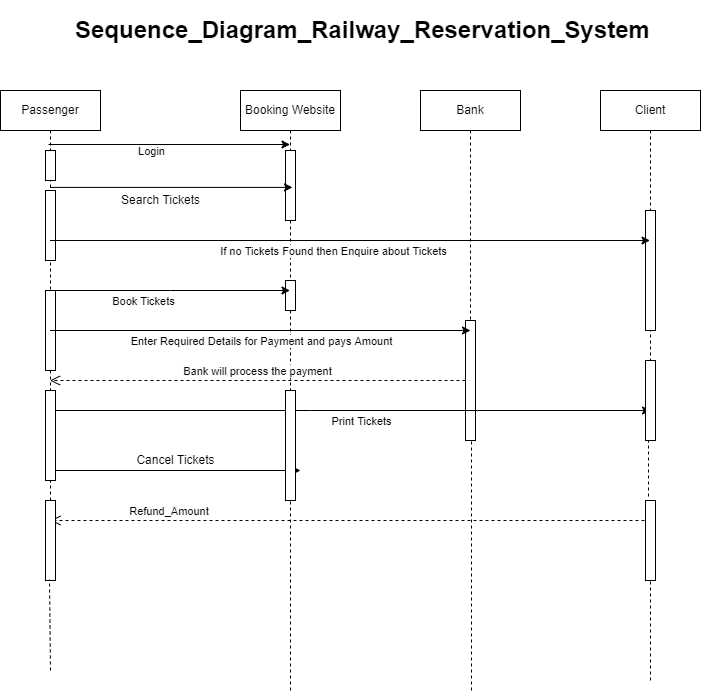 Sequence_Diagram_Railway_Reservation_System
Passenger
Booking Website
Bank
Client
Login
Search Tickets
If no Tickets Found then Enquire about Tickets
Book Tickets
Enter Required Details for Payment and pays Amount
Bank will process the payment
Print Tickets
Cancel Tickets
Refund_Amount